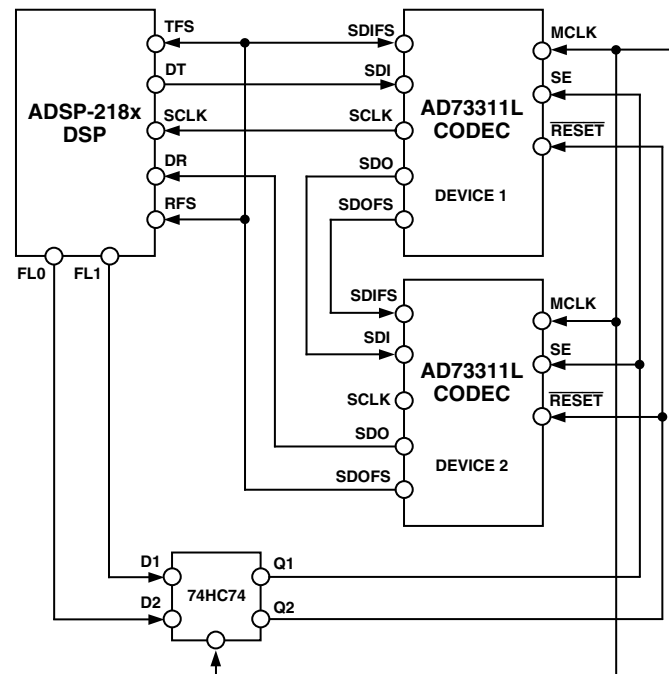 TFS
DT
SCLK
DR
RFS
ADSP-218x
DSP
FL0
FL1
SDIFS
SDI
SCLK
SDO
SDOFS
AD73311L
CODEC
DEVICE 1
MCLK
SE
RESET
SDIFS
SDI
SCLK
SDO
SDOFS
AD73311L
CODEC
DEVICE 2
MCLK
SE
RESET
D1
D2
74HC74
Q1
Q2